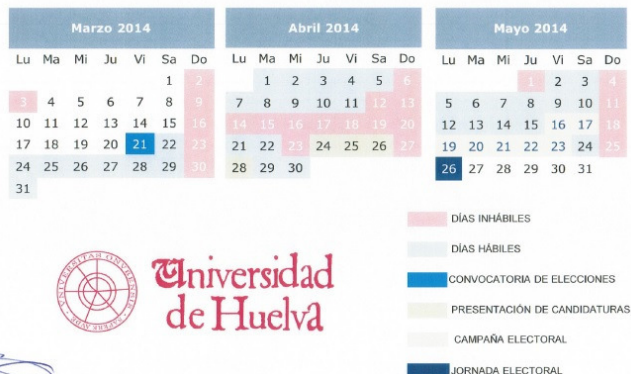 Marzo 2014
Lu Ma Mi Ju Vi Sa Do
1 2
3 4 5 6 7 8 9
10 11 12 13 14 15 16
17 18 19 20 21 22 23
24 25 26 27 28 29 30
31
Abril 2014
Lu Ma Mi Ju Vi Sa Do
1 2 3 4 5 6
7 8 9 10 11 12 13
14 15 16 17 18 19 20
21 22 23 24 25 26 27
28 29 30
Mayo 2014
Lu Ma Mi Ju Vi Sa Do
1 2 3 4
5 6 7 8 9 10 11
12 13 14 15 16 17 18
19 20 21 22 23 24 25
26 27 28 29 30 31
DÍAS INHÁBILES
DÍAS HÁBILES
CONVOCATORIA DE ELECCIONES
PRESENTACIÓN DE CANDIDATURAS
CAMPAÑA ELECTORAL
JORNADA ELECTORAL
Universidad
de Huelva